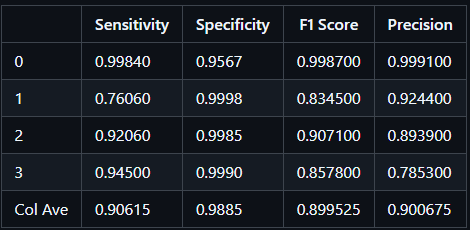 Sensitivity Specificity F1 Score Precision
0 0.99840 0.9567 0.998700 0.999100
1 0.76060 0.9998 0.834500 0.924400
2 0.92060 0.9985 0.907100 0.893900
3 0.94500 0.9990 0.857800 0.785300
Col Ave 0.90615 0.9885 0.899525 0.900675